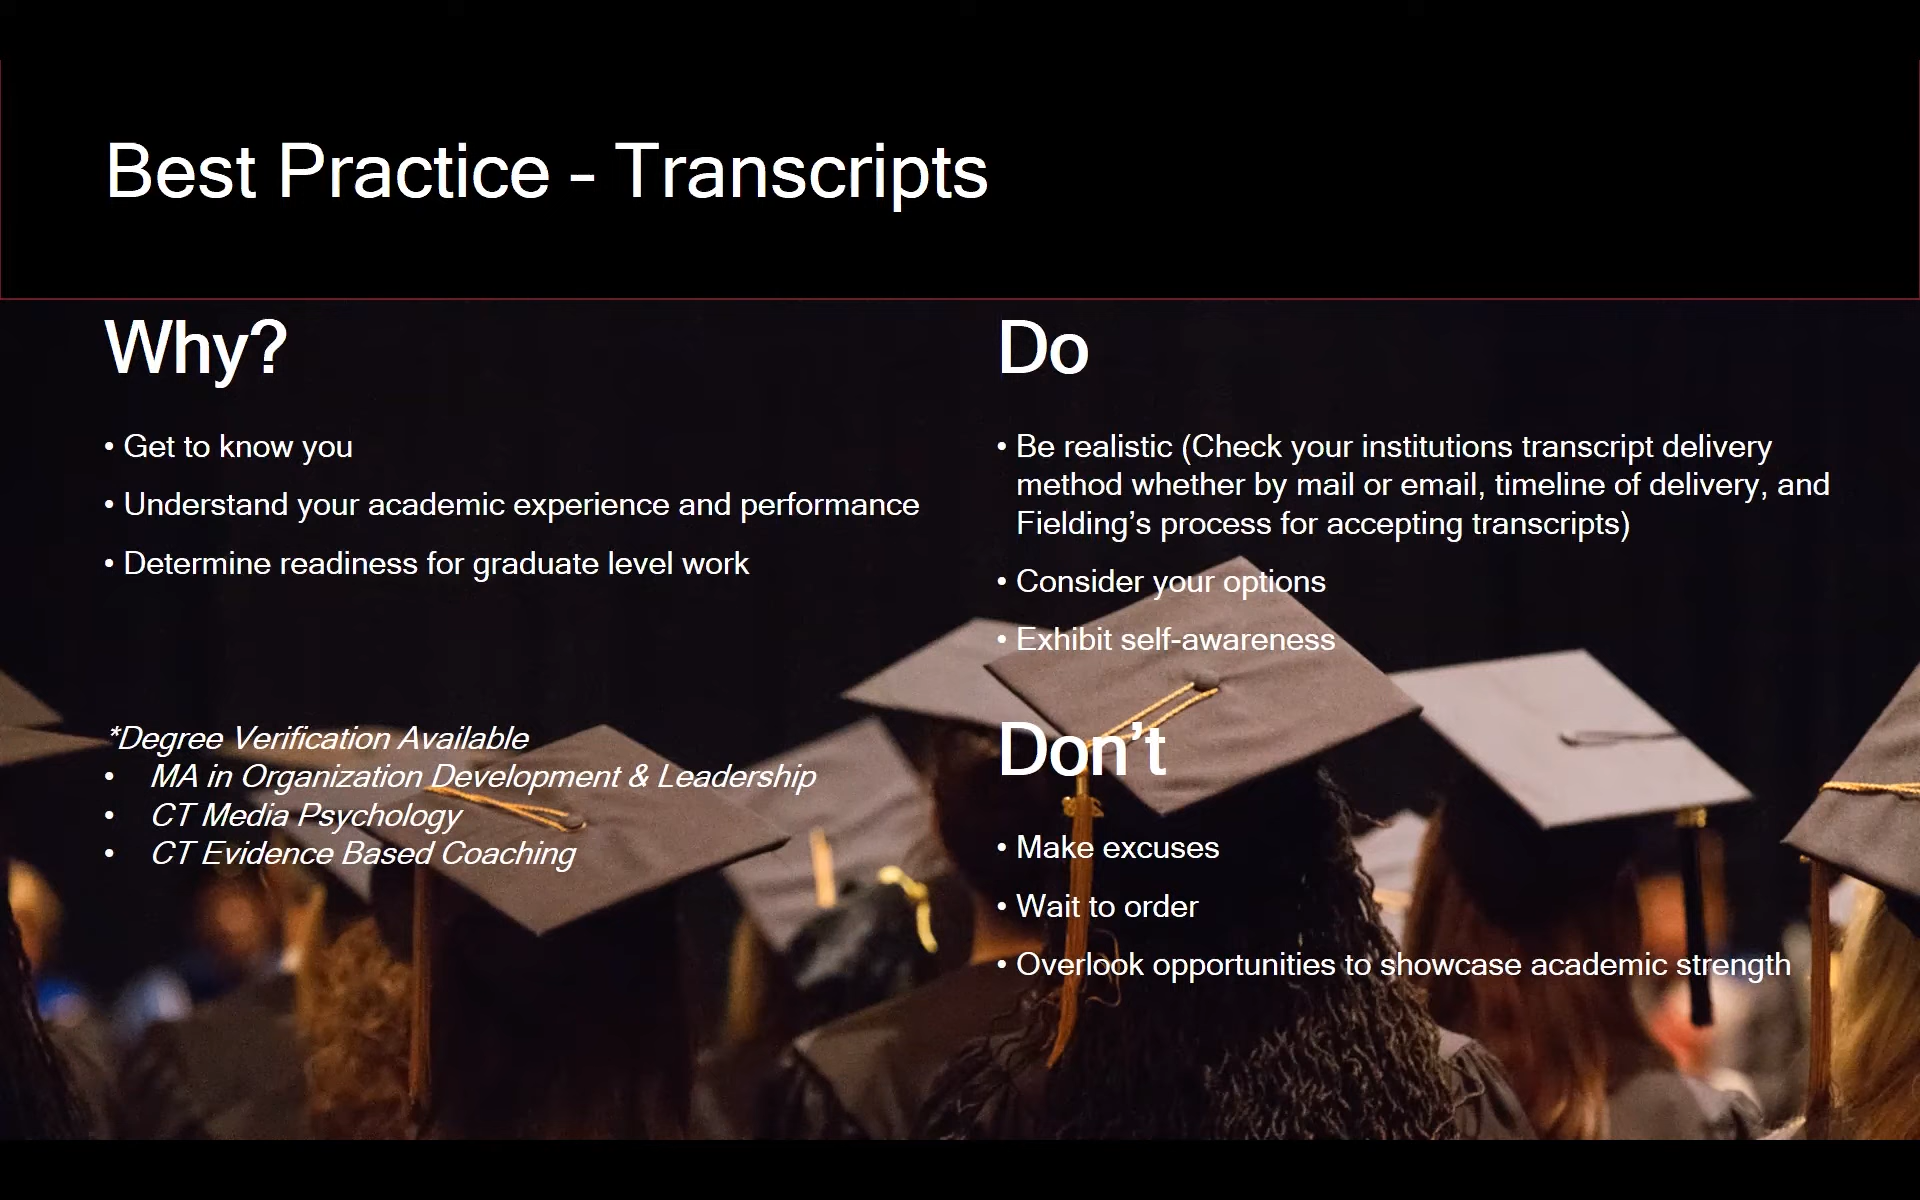 Best Practice – Transcripts
Why?
• Get to know you
• Understand your academic experience and performance
• Determine readiness for graduate level work
*Degree Verification Available
• MA in Organization Development & Leadership
• CT Media Psychology
• CT Evidence Based Coaching
Do
• Be realistic (Check your institutions transcript delivery
method whether by mail or email, timeline of delivery, and
Fielding’s process for accepting transcripts)
• Consider your options
• Exhibit self-awareness
Don’t
• Make excuses
• Wait to order
• Overlook opportunities to showcase academic strength